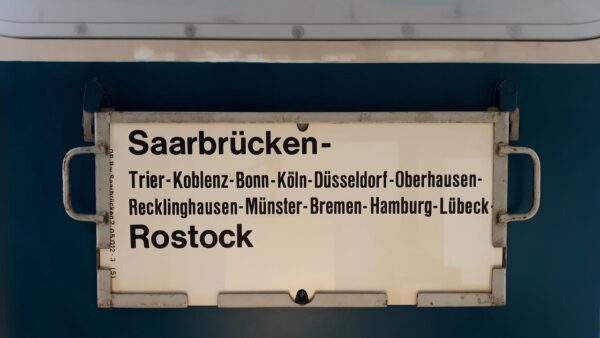 Saarbrücken-
Trier-Koblenz-Bonn-Köln-Düsseldorf-Oberhausen-
Recklinghausen-Münster-Bremen-Hamburg-Lübeck-
Rostock